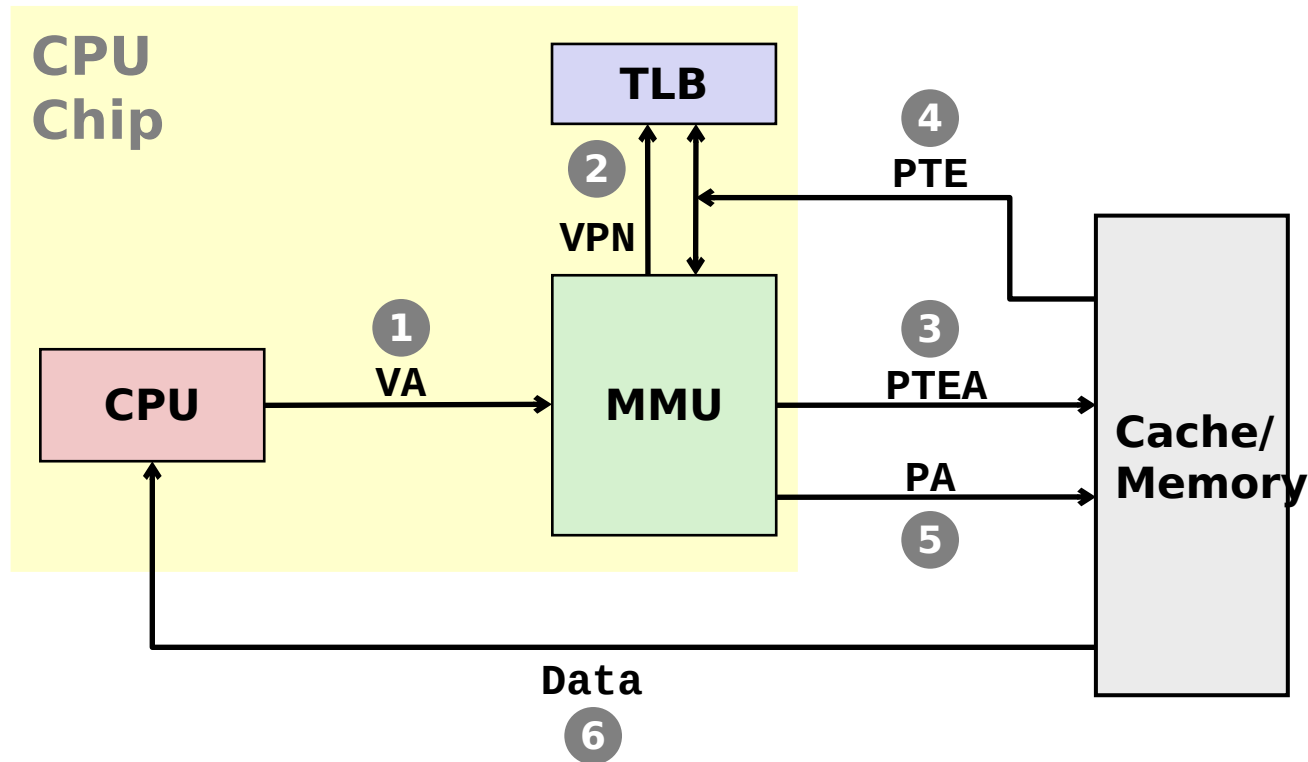 CPU
Chip
TLB
4
PTE
2
VPN
1
VA
3
PTEA
CPU
MMU
Cache/
Memory
PA
5
Data
6